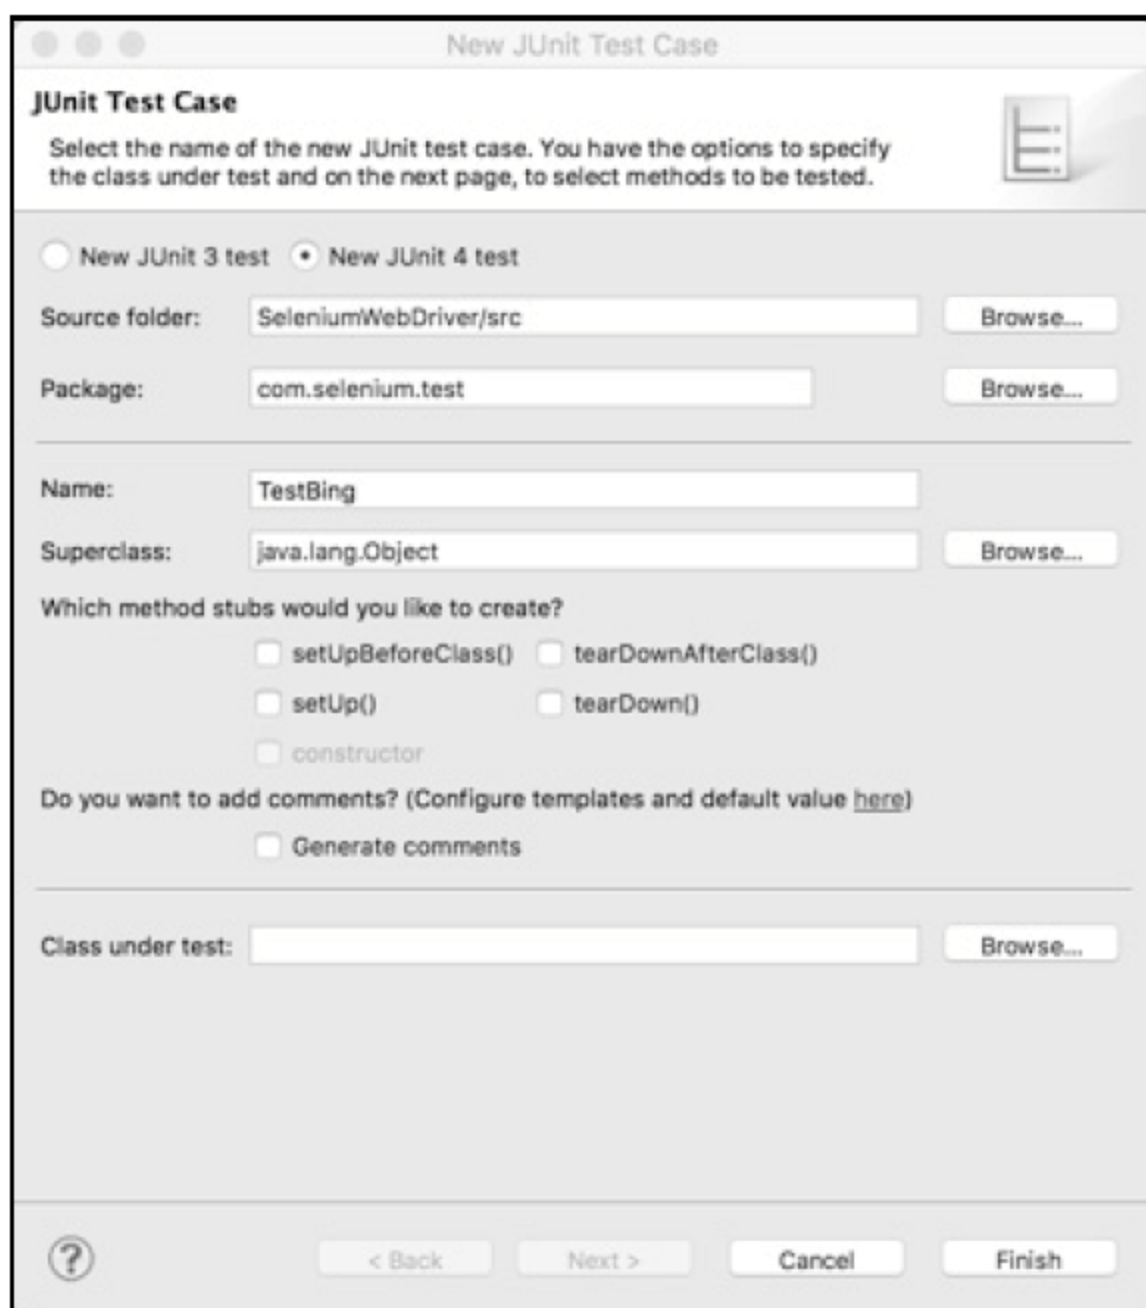 New JUnit Test Case
JUnit Test Case
Select the name of the new JUnit test case. You have the options to specify
the class under test and on the next page, to select methods to be tested.
New JUnit 3 test New JUnit 4 test
Source folder: SeleniumWebDriver/src Browse...
Package: com.selenium.test Browse...
Name: TestBing
Superclass: java.lang.Object Browse...
Which method stubs would you like to create?
setUpBeforeClass() tearDownAfterClass()
setUp() tearDown()
constructor
Do you want to add comments? (Configure templates and default value here)
Generate comments
Class under test: Browse...
? < Back Next > Cancel Finish